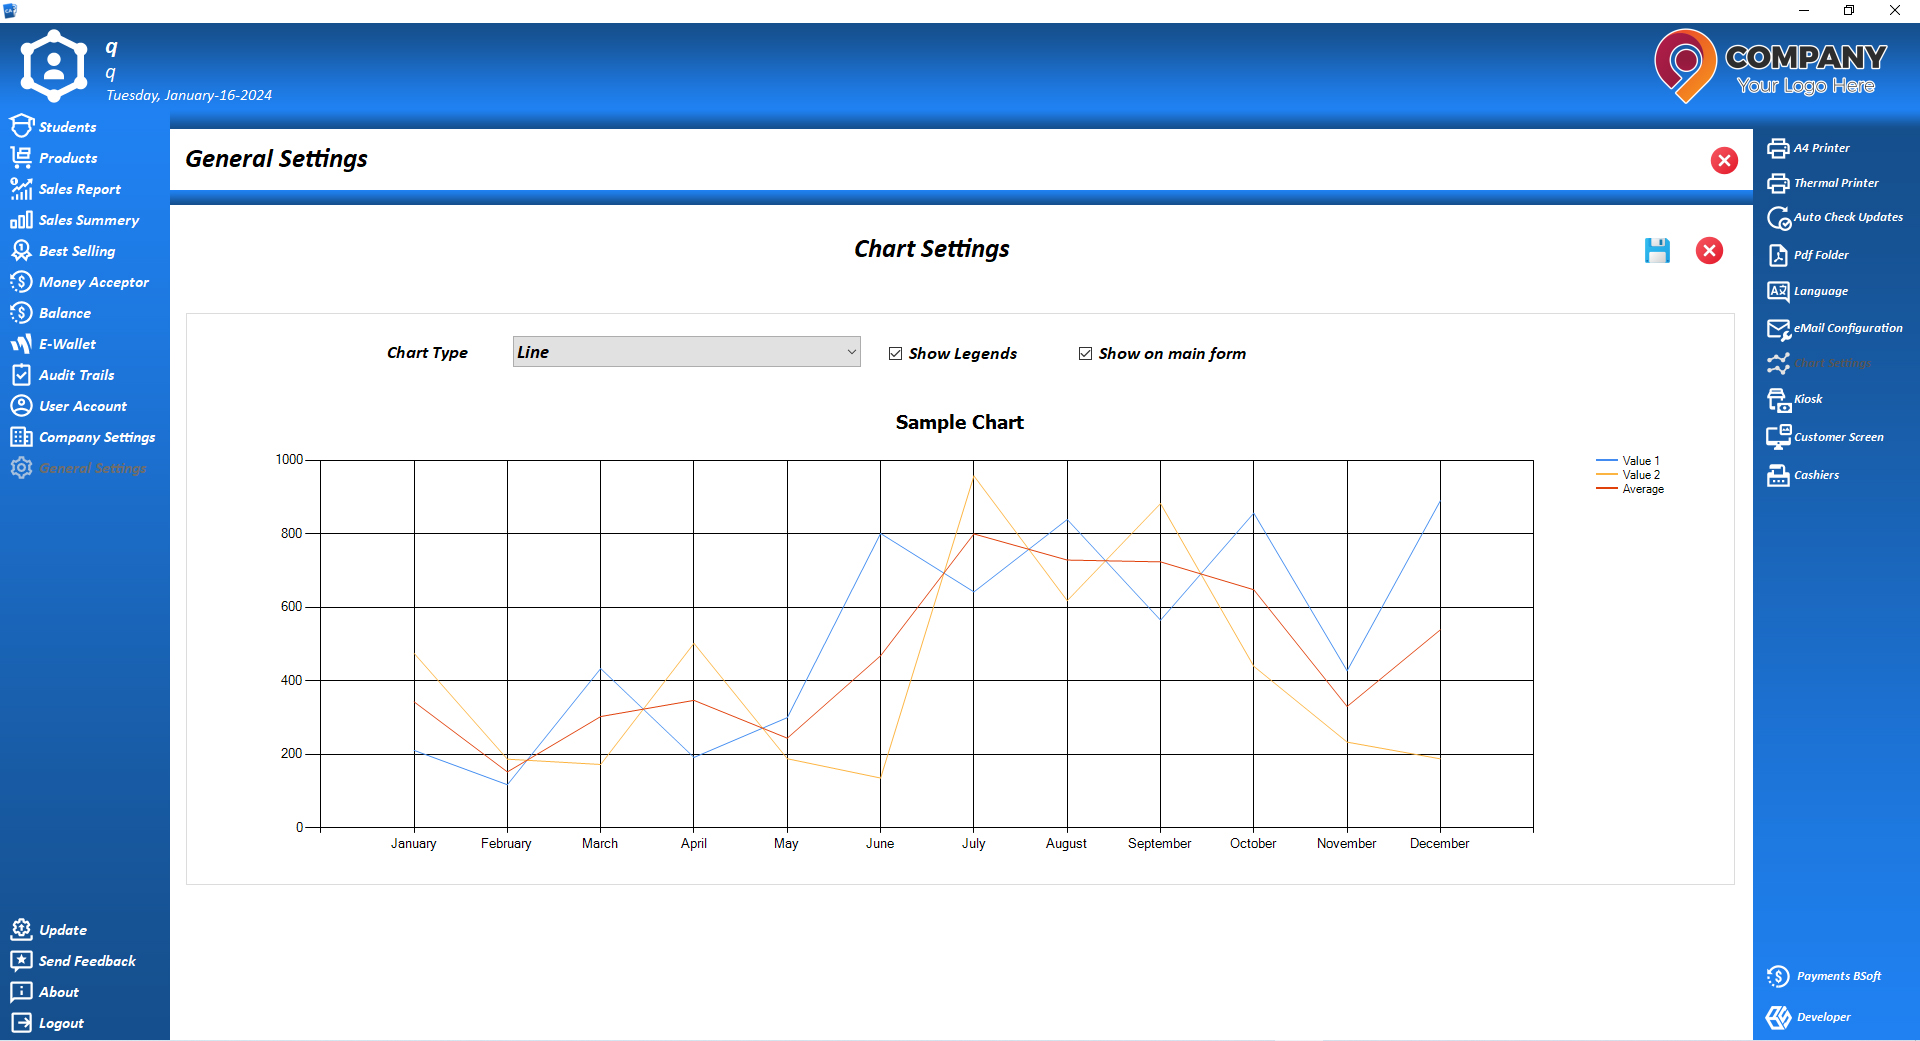 q
q
Tuesday, January-16-2024
COMPANY
Your Logo Here
Students
Products
Sales Report
Sales Summery
Best Selling
Money Acceptor
Balance
E-Wallet
Audit Trails
User Account
Company Settings
General Settings
Update
Send Feedback
About
Logout
General Settings
Chart Settings
Chart Type
Line
Show Legends
Show on main form
Sample Chart
1000
800
600
400
200
0
January February March April May June July August September October November December
Value 1
Value 2
Average
A4 Printer
Thermal Printer
Auto Check Updates
Pdf Folder
Language
eMail Configuration
Chart Settings
Kiosk
Customer Screen
Cashiers
Payments BSoft
Developer